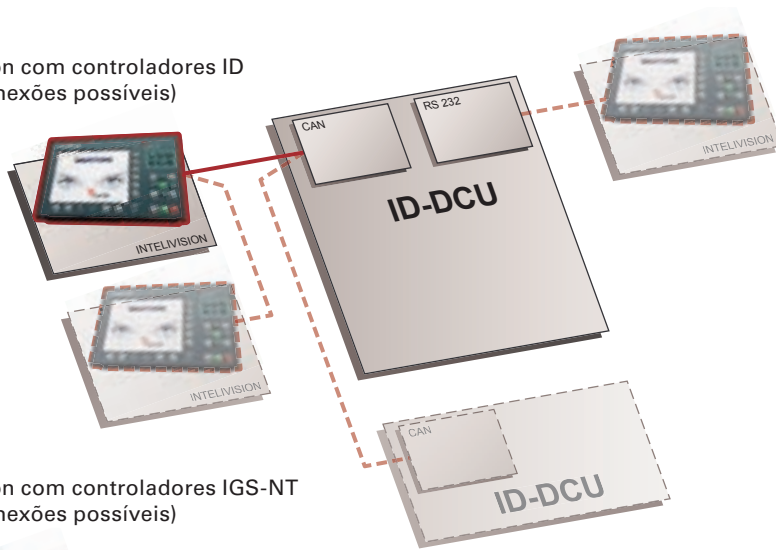 on com controladores ID
nexões possíveis)
CAN
RS 232
ID-DCU
INTELIVISION
INTELIVISION
INTELIVISION
CAN
ID-DCU
on com controladores IGS-NT
nexões possíveis)